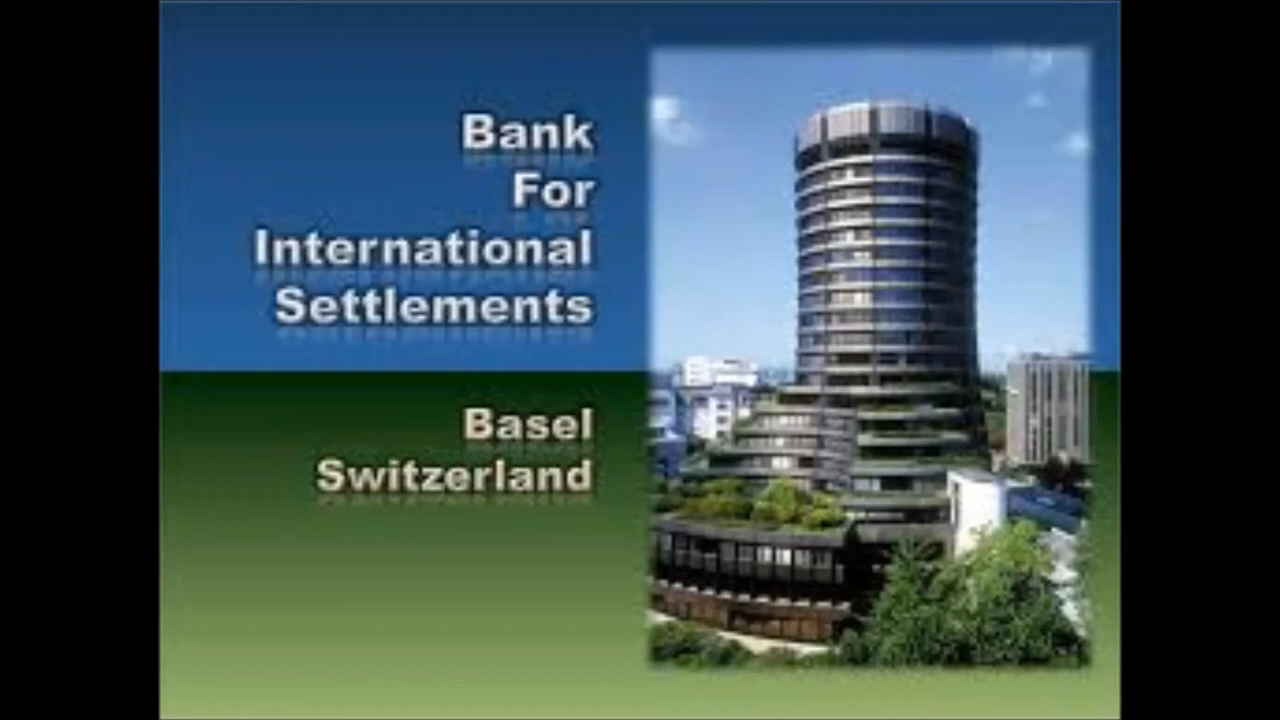 Bank
For
International
Settlements
Basel
Switzerland